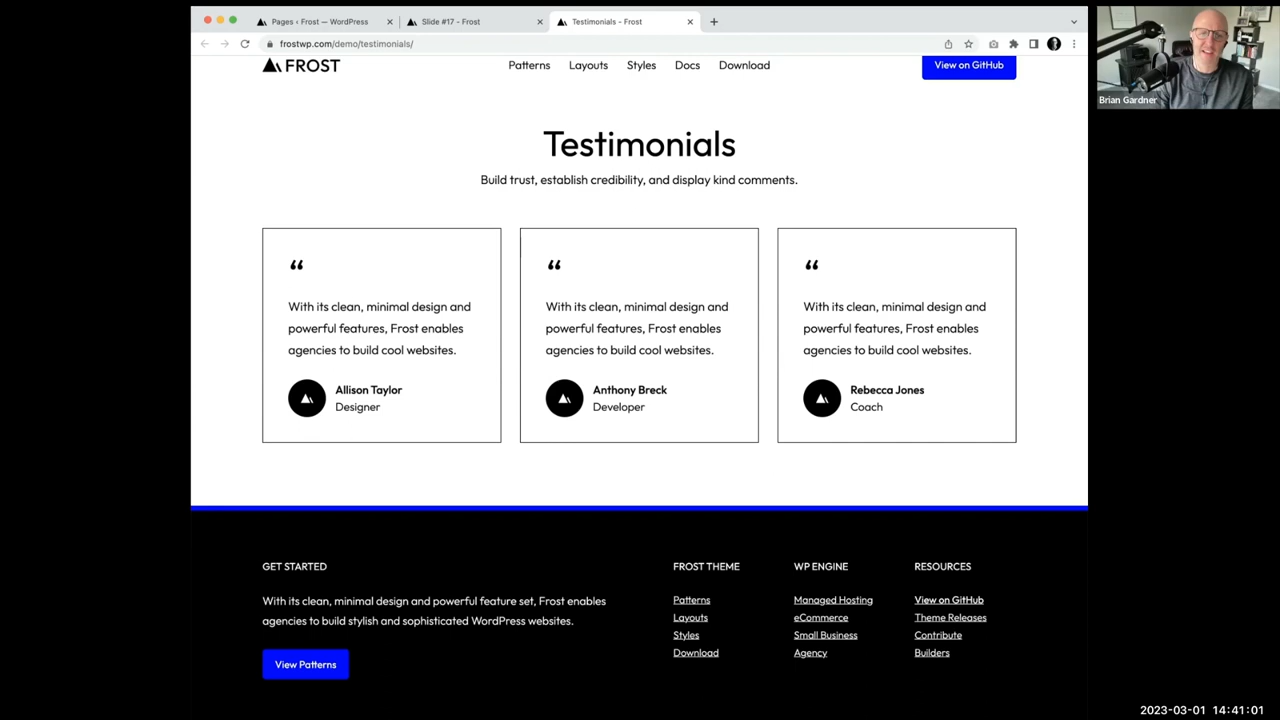 Pages ‹ Frost — WordPress
Slide #17 - Frost
Testimonials - Frost
frostwp.com/demo/testimonials/
FROST
Patterns
Layouts
Styles
Docs
Download
View on GitHub
Brian Gardner
Testimonials
Build trust, establish credibility, and display kind comments.
“
With its clean, minimal design and
powerful features, Frost enables
agencies to build cool websites.
Allison Taylor
Designer
“
With its clean, minimal design and
powerful features, Frost enables
agencies to build cool websites.
Anthony Breck
Developer
“
With its clean, minimal design and
powerful features, Frost enables
agencies to build cool websites.
Rebecca Jones
Coach
GET STARTED
With its clean, minimal design and powerful feature set, Frost enables
agencies to build stylish and sophisticated WordPress websites.
View Patterns
FROST THEME
Patterns
Layouts
Styles
Download
WP ENGINE
Managed Hosting
eCommerce
Small Business
Agency
RESOURCES
View on GitHub
Theme Releases
Contribute
Builders
2023-03-01 14:41:01